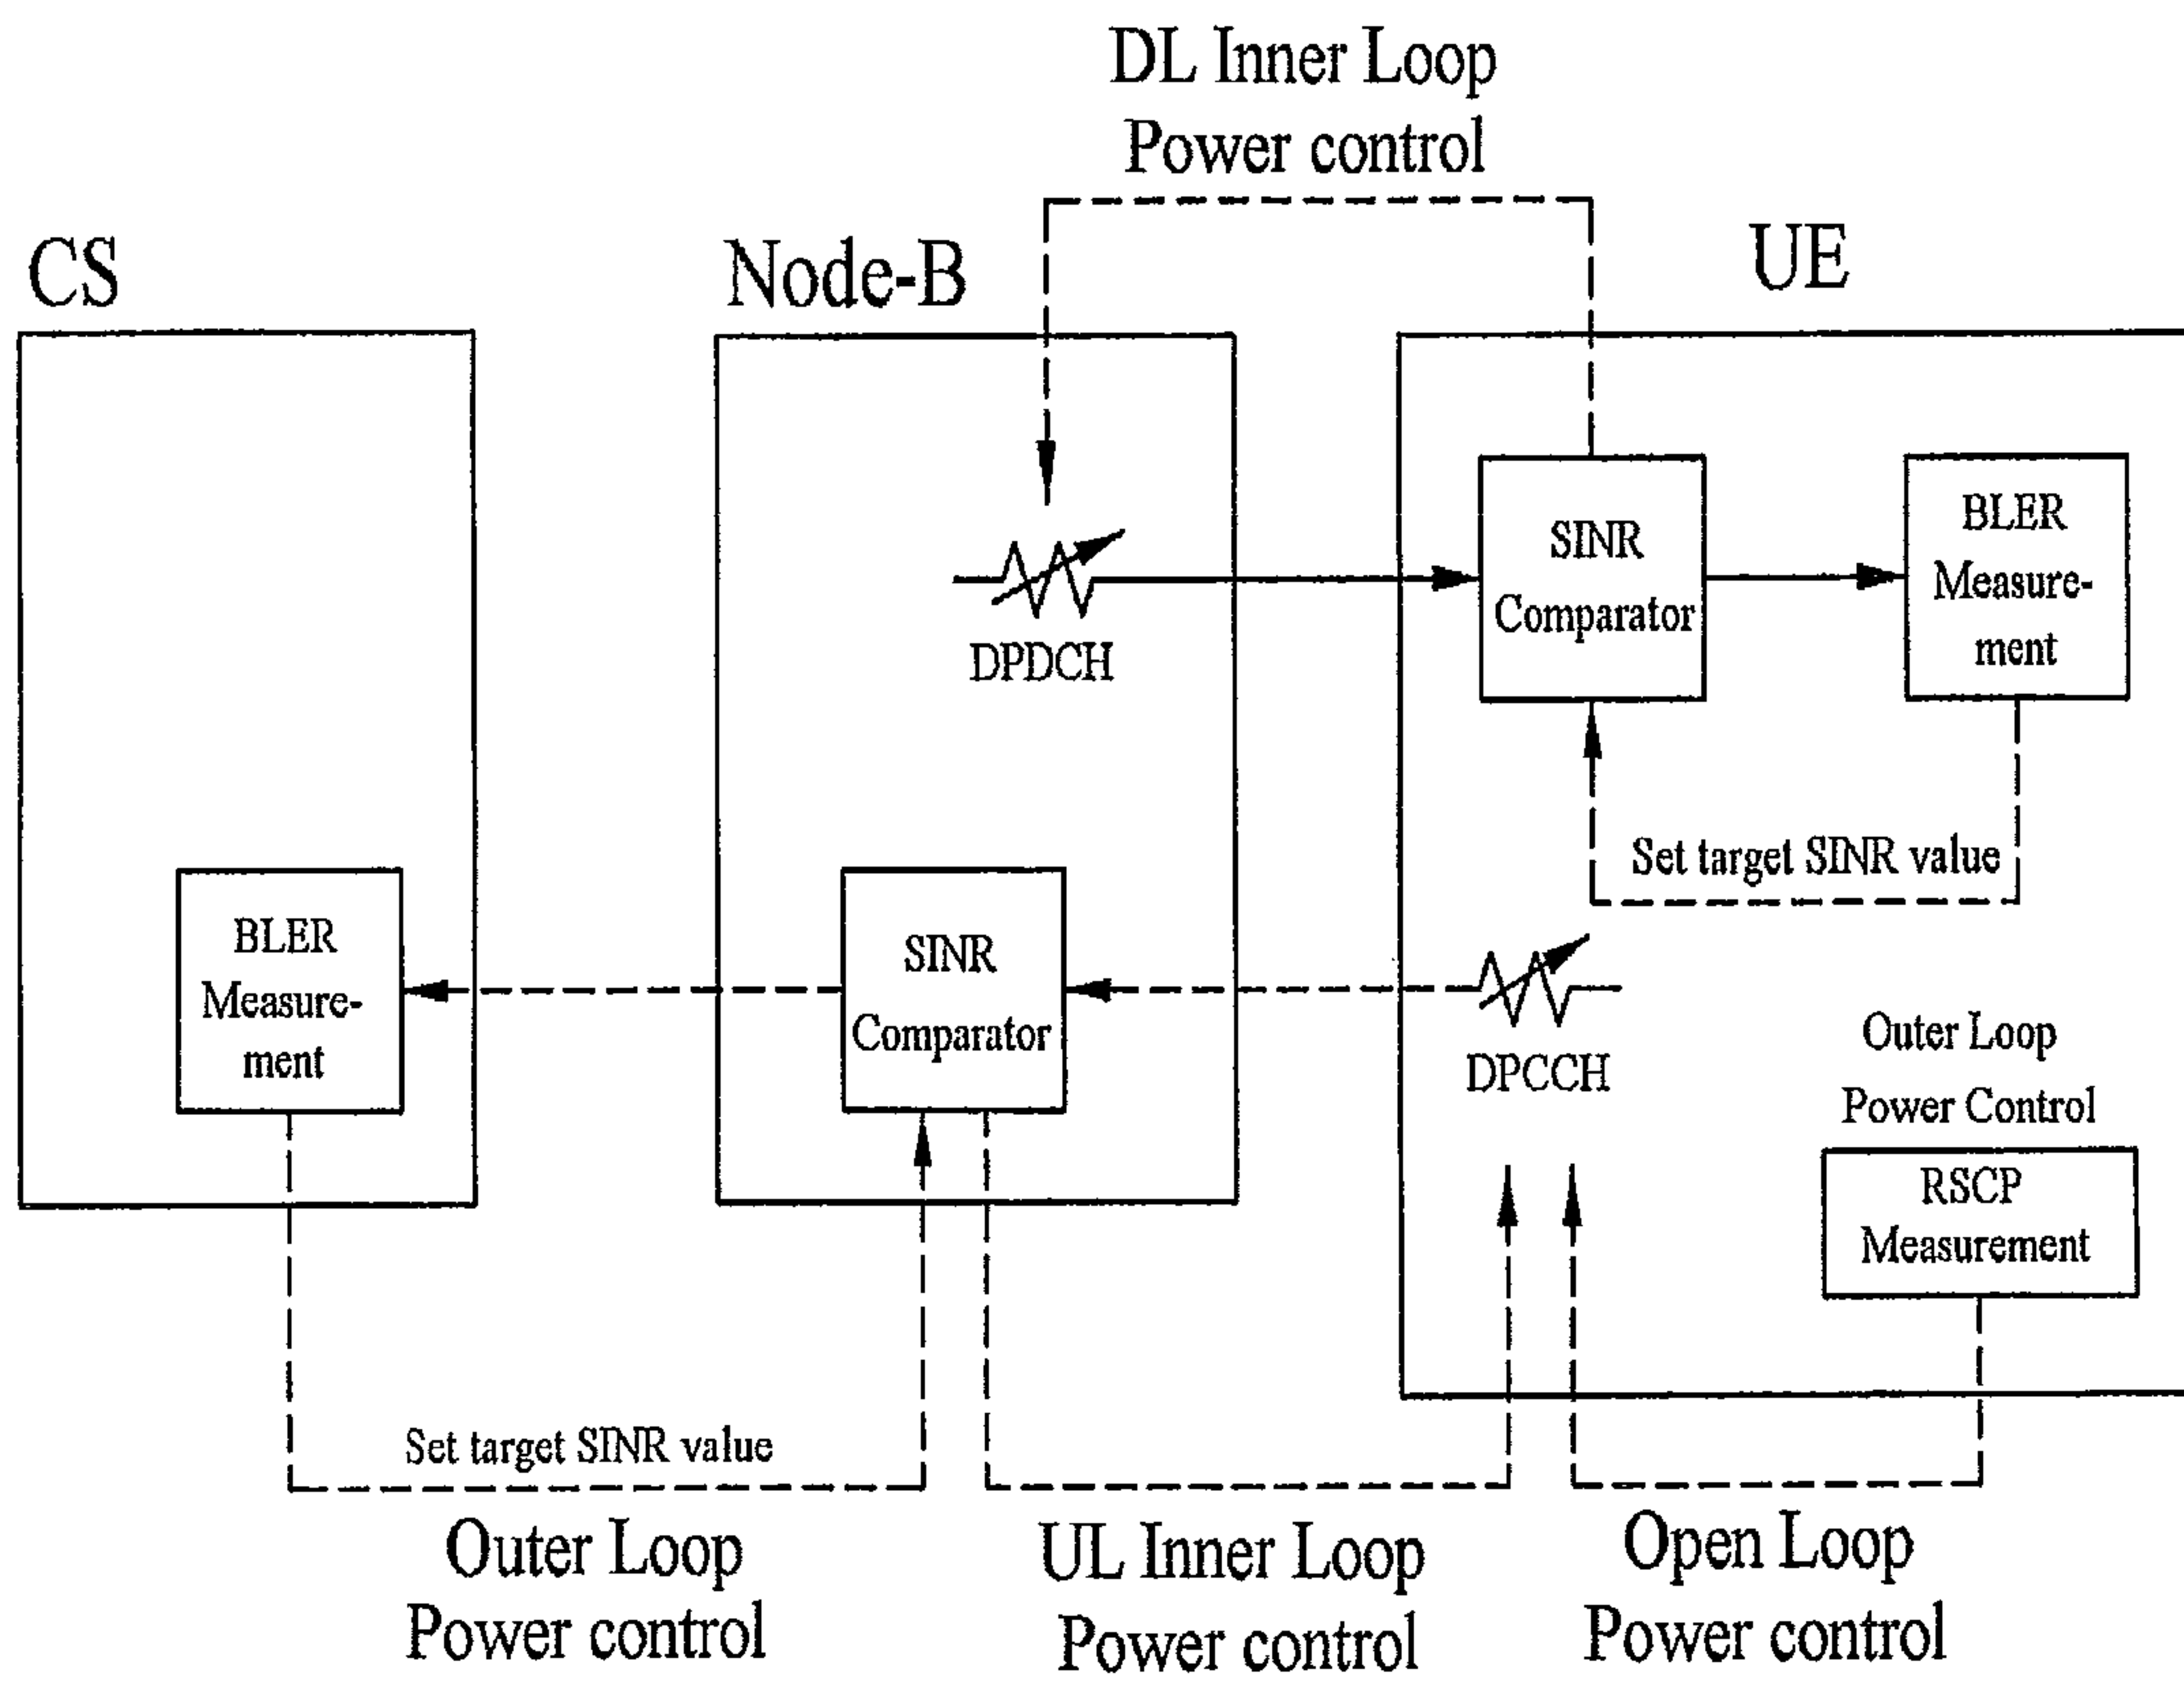 DL Inner Loop
Power control
CS
Node-B
UE
SINR
Comparator
BLER
Measure-
ment
DPDCH
Set target SINR value
BLER
Measure-
ment
SINR
Comparator
DPCCH
Outer Loop
Power Control
RSCP
Measurement
Set target SINR value
Outer Loop
Power control
UL Inner Loop
Power control
Open Loop
Power control